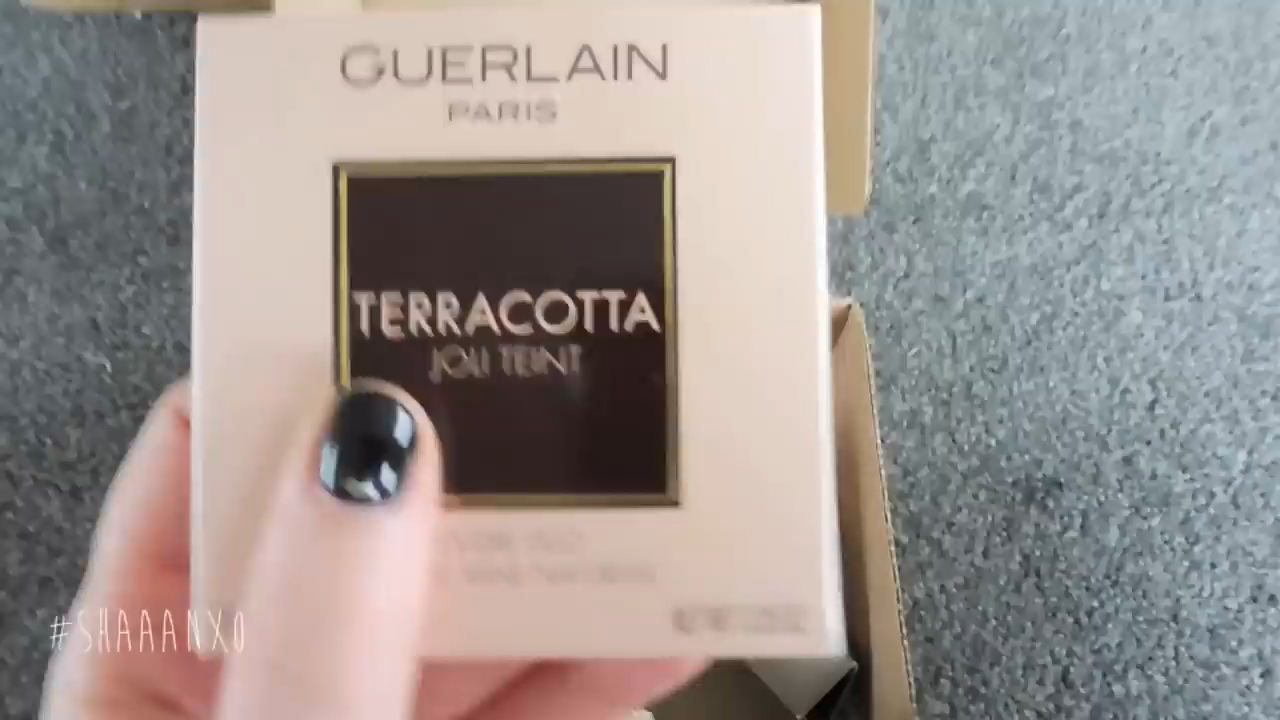 GUERLAIN
PARIS
TERRACOTTA
JOLI TEINT
#SHAAANXO